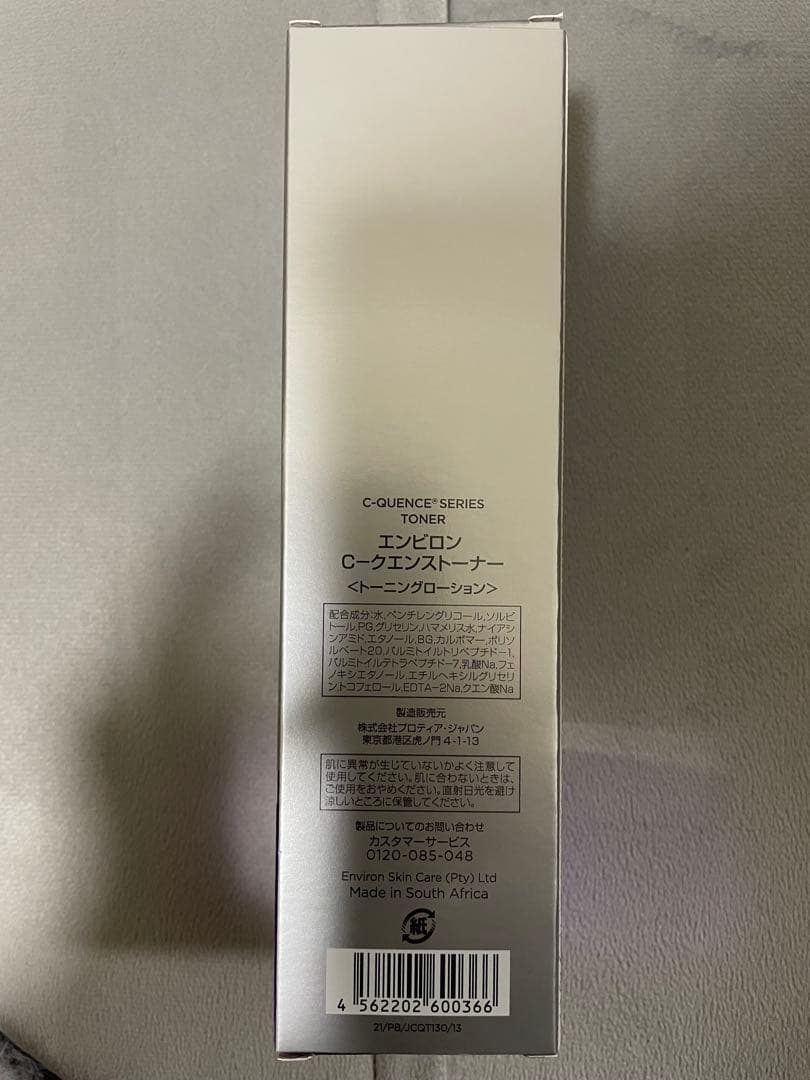 C-QUENCE® SERIES
TONER
エンビロン
C-クエンストーナー
<トーニングローション>
配合成分:水,ペンチレングリコール,ソルビ
トール,PG,グリセリン,ハマメリス水,ナイアシ
ンアミド,エタノール,BG,カルボマー,ポリソ
ルベート20,パルミトイルトリペプチド-1,
パルミトイルテトラペプチド-7,乳酸Na,フェ
ノキシエタノール,エチルヘキシルグリセリ
ン,トコフェロール,EDTA-2Na,クエン酸Na
製造販売元
株式会社プロティア・ジャパン
東京都港区虎ノ門 4-1-13
肌に異常が生じていないかよく注意して
使用してください。肌に合わないときは、
ご使用をおやめください。直射日光を避け
涼しいところに保管してください。
製品についてのお問い合わせ
カスタマーサービス
0120-085-048
Environ Skin Care (Pty) Ltd
Made in South Africa
紙
4 562202 600366
21/PB/JCQT130/13